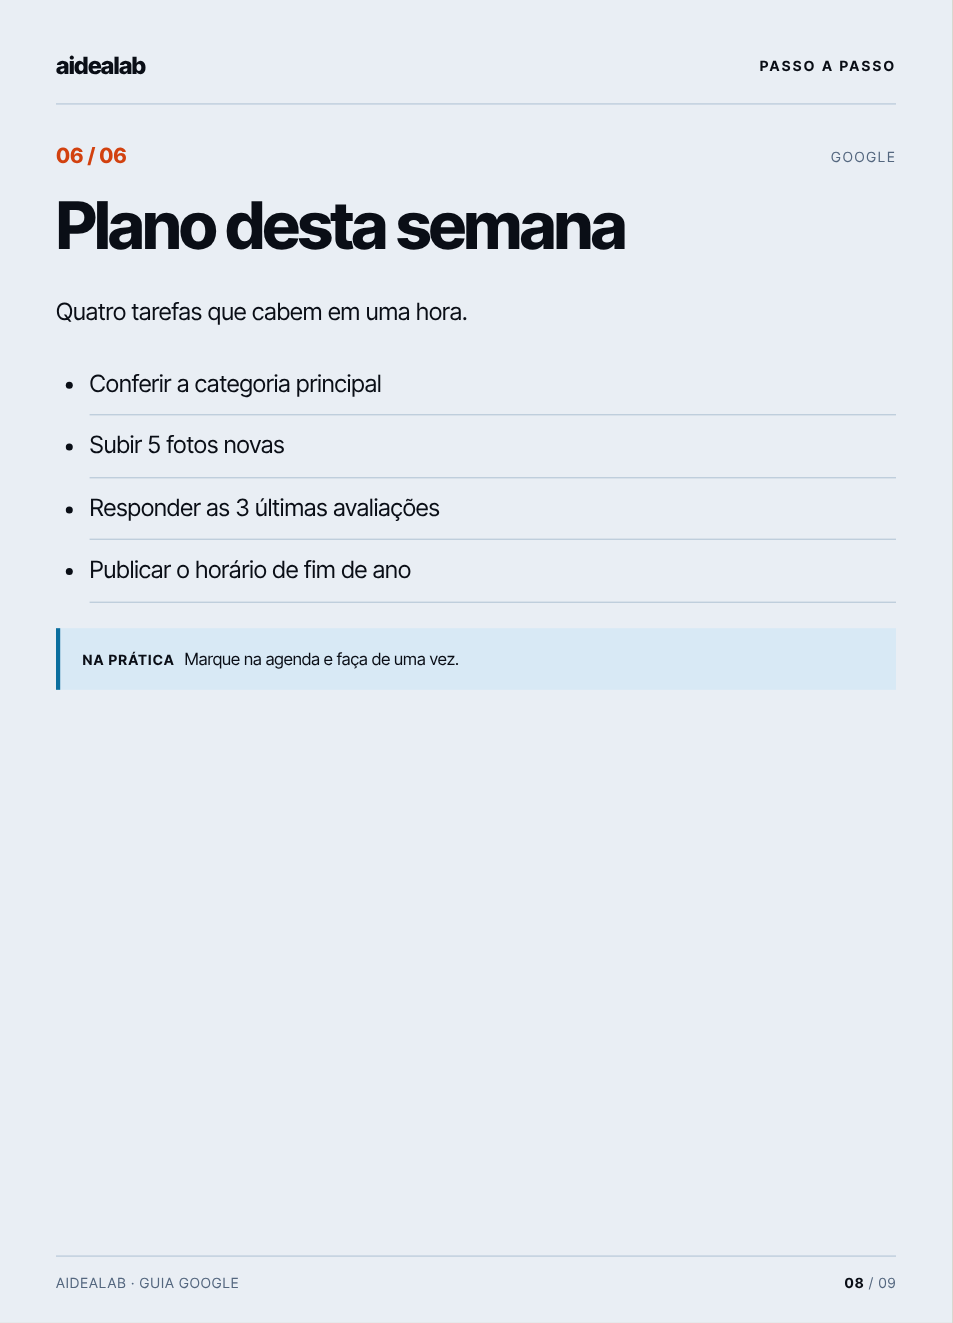 aidealab
PASSO A PASSO
06 / 06
GOOGLE
Plano desta semana
Quatro tarefas que cabem em uma hora.
• Conferir a categoria principal
• Subir 5 fotos novas
• Responder as 3 últimas avaliações
• Publicar o horário de fim de ano
NA PRÁTICA Marque na agenda e faça de uma vez.
AIDEALAB · GUIA GOOGLE
08 / 09